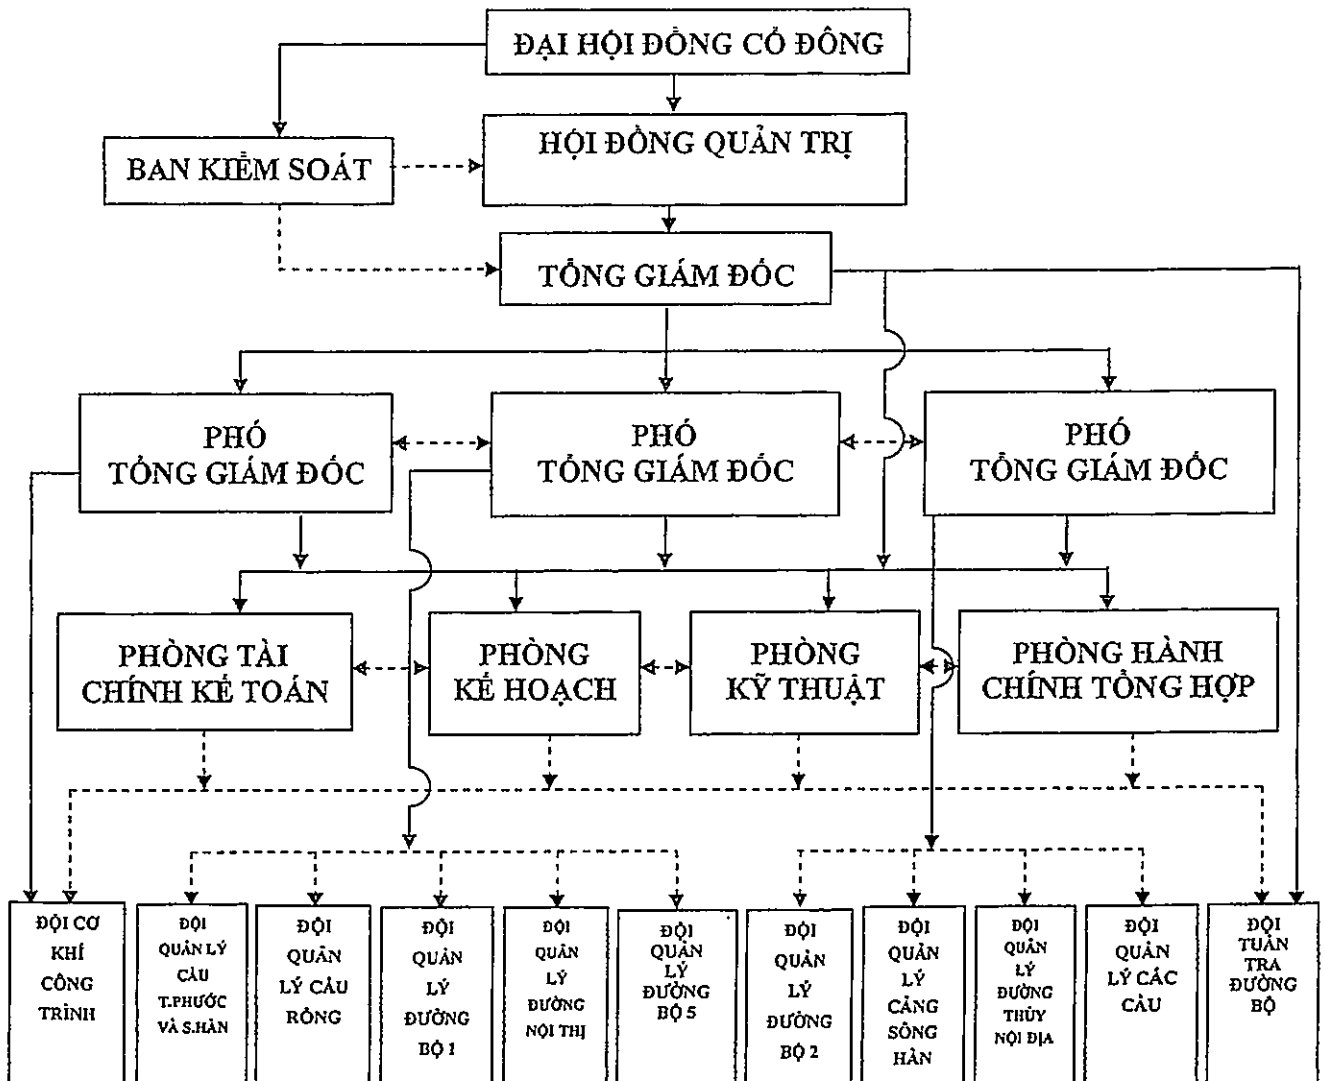 ĐẠI HỘI ĐỒNG CỔ ĐÔNG
HỘI ĐỒNG QUẢN TRỊ
BAN KIỂM SOÁT
TỔNG GIÁM ĐỐC
PHÓ
TỔNG GIÁM ĐỐC
PHÓ
TỔNG GIÁM ĐỐC
PHÓ
TỔNG GIÁM ĐỐC
PHÒNG TÀI
CHÍNH KẾ TOÁN
PHÒNG
KẾ HOẠCH
PHÒNG
KỸ THUẬT
PHÒNG HÀNH
CHÍNH TỔNG HỢP
ĐỘI CƠ
KHÍ
CÔNG
TRÌNH
ĐỘI
QUẢN LÝ
CẦU
T.PHƯỚC
VÀ S.HÀN
ĐỘI
QUẢN
LÝ CẦU
RỒNG
ĐỘI
QUẢN
LÝ
ĐƯỜNG
BỘ 1
ĐỘI
QUẢN
LÝ
ĐƯỜNG
NỘI THỊ
ĐỘI
QUẢN
LÝ
ĐƯỜNG
BỘ 5
ĐỘI
QUẢN
LÝ
ĐƯỜNG
BỘ 2
ĐỘI
QUẢN
LÝ
CẢNG
SÔNG
HÀN
ĐỘI
QUẢN
LÝ
ĐƯỜNG
THỦY
NỘI ĐỊA
ĐỘI
QUẢN
LÝ CÁC
CẦU
ĐỘI
TUẦN
TRA
ĐƯỜNG
BỘ